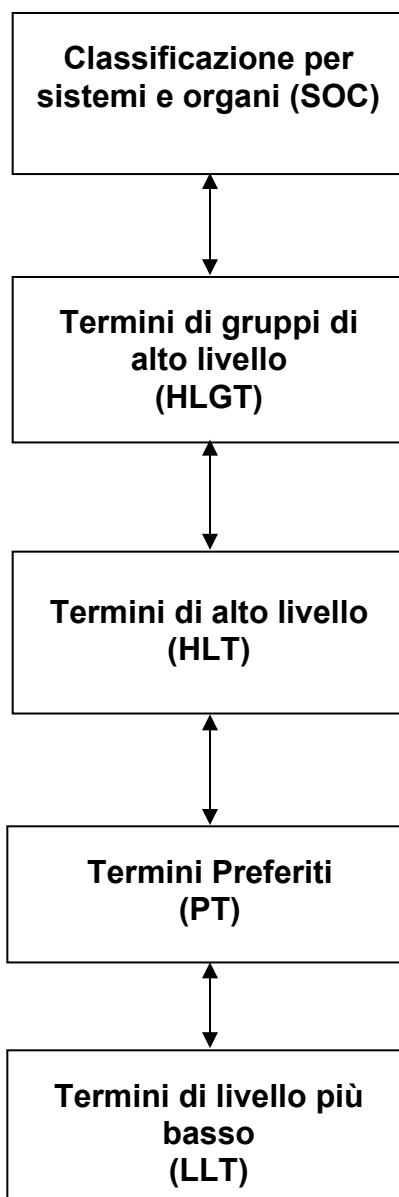 Classificazione per
sistemi e organi (SOC)
Termini di gruppi di
alto livello
(HLGT)
Termini di alto livello
(HLT)
Termini Preferiti
(PT)
Termini di livello più
basso
(LLT)